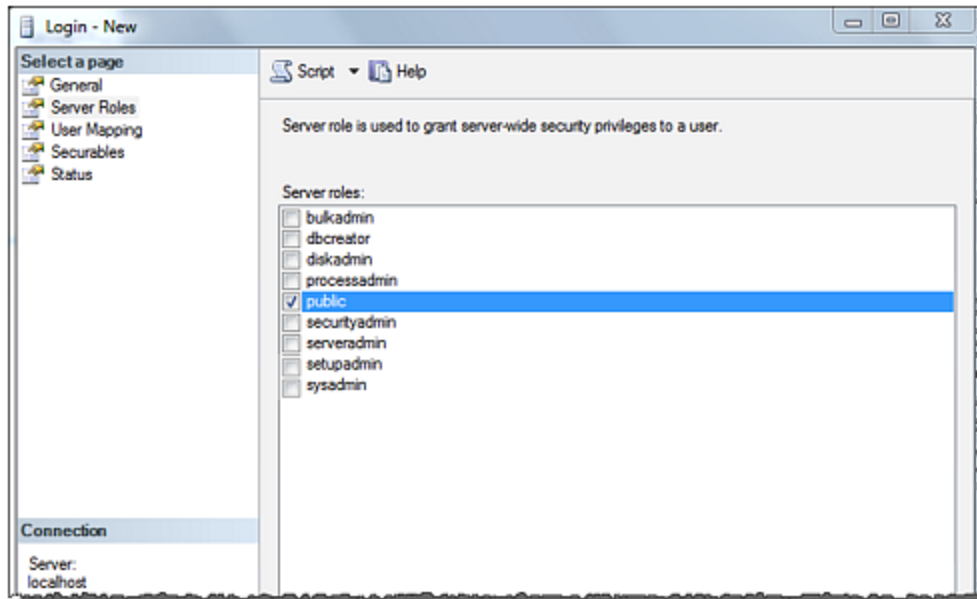 Login - New
Select a page
General
Server Roles
User Mapping
Securables
Status
Script Help
Server role is used to grant server-wide security privileges to a user.
Server roles:
bulkadmin
dbcreator
diskadmin
processadmin
public
securityadmin
serveradmin
setupadmin
sysadmin
Connection
Server:
localhost